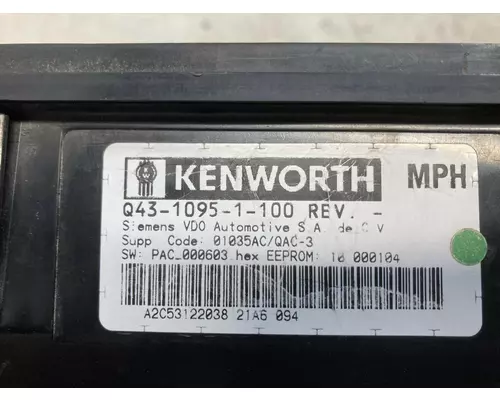 KENWORTH MPH
Q43-1095-1-100 REV. -
Siemens VDO Automotive S.A. de C V
Supp Code: 01035AC/QAC-3
SW: PAC_000603.hex EEPROM: 10 000104
A2C53122038 21A6 094